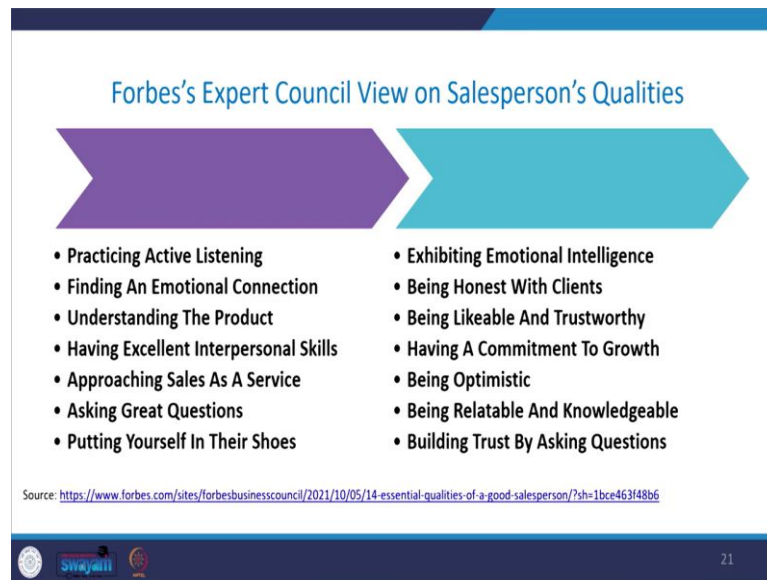 Forbes's Expert Council View on Salesperson's Qualities
• Practicing Active Listening
• Finding An Emotional Connection
• Understanding The Product
• Having Excellent Interpersonal Skills
• Approaching Sales As A Service
• Asking Great Questions
• Putting Yourself In Their Shoes
• Exhibiting Emotional Intelligence
• Being Honest With Clients
• Being Likeable And Trustworthy
• Having A Commitment To Growth
• Being Optimistic
• Being Relatable And Knowledgeable
• Building Trust By Asking Questions
Source: https://www.forbes.com/sites/forbesbusinesscouncil/2021/10/05/14-essential-qualities-of-a-good-salesperson/?sh=1bce463f48b6
swayam
21